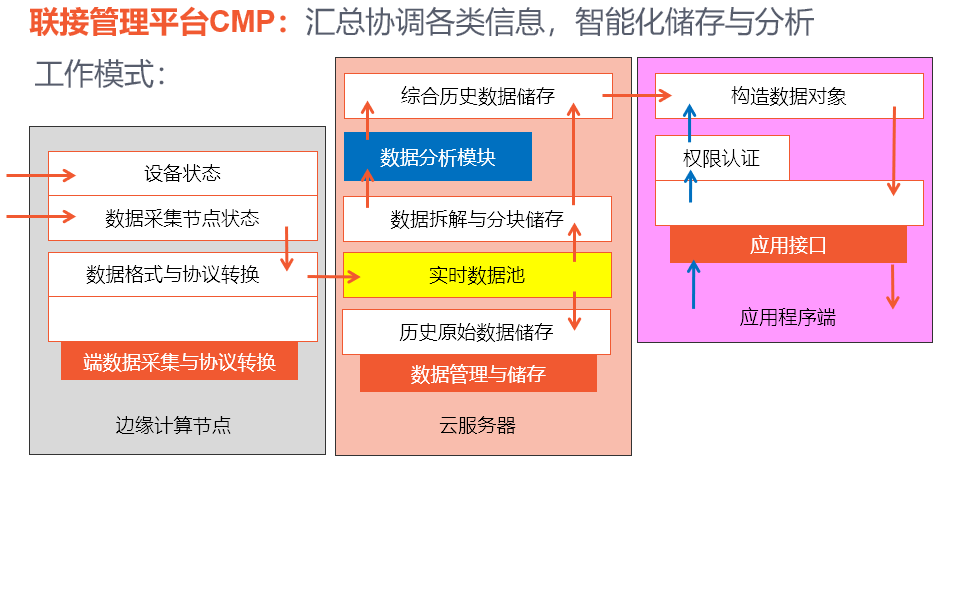 联接管理平台CMP：汇总协调各类信息，智能化储存与分析
工作模式：
设备状态
数据采集节点状态
数据格式与协议转换
端数据采集与协议转换
边缘计算节点
综合历史数据储存
数据分析模块
数据拆解与分块储存
实时数据池
历史原始数据储存
数据管理与储存
云服务器
构造数据对象
权限认证
应用接口
应用程序端